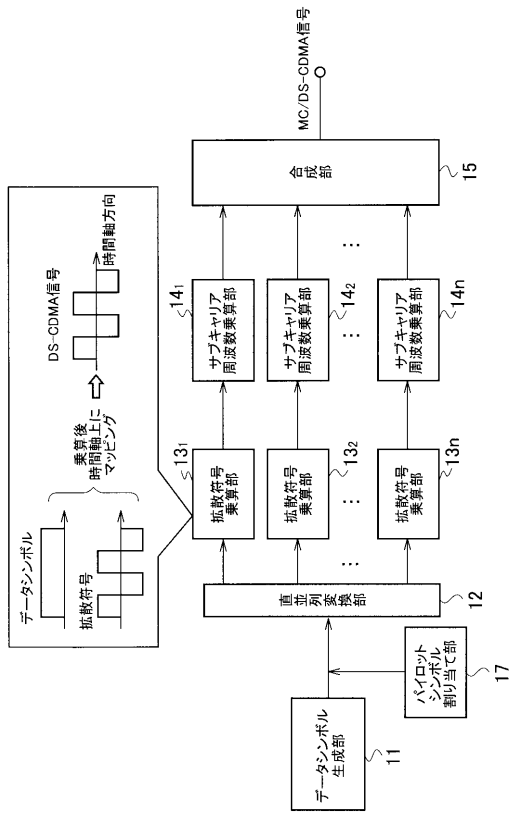 データシンボル
拡散符号
乗算後
時間軸上に
マッピング
DS-CDMA信号
時間軸方向
データシンボル
生成部
11
パイロット
シンボル
割り当て部
17
直並列変換部
12
拡散符号
乗算部
13₁
拡散符号
乗算部
13₂
拡散符号
乗算部
13n
サブキャリア
周波数乗算部
14₁
サブキャリア
周波数乗算部
14₂
サブキャリア
周波数乗算部
14n
合成部
15
MC/DS-CDMA信号